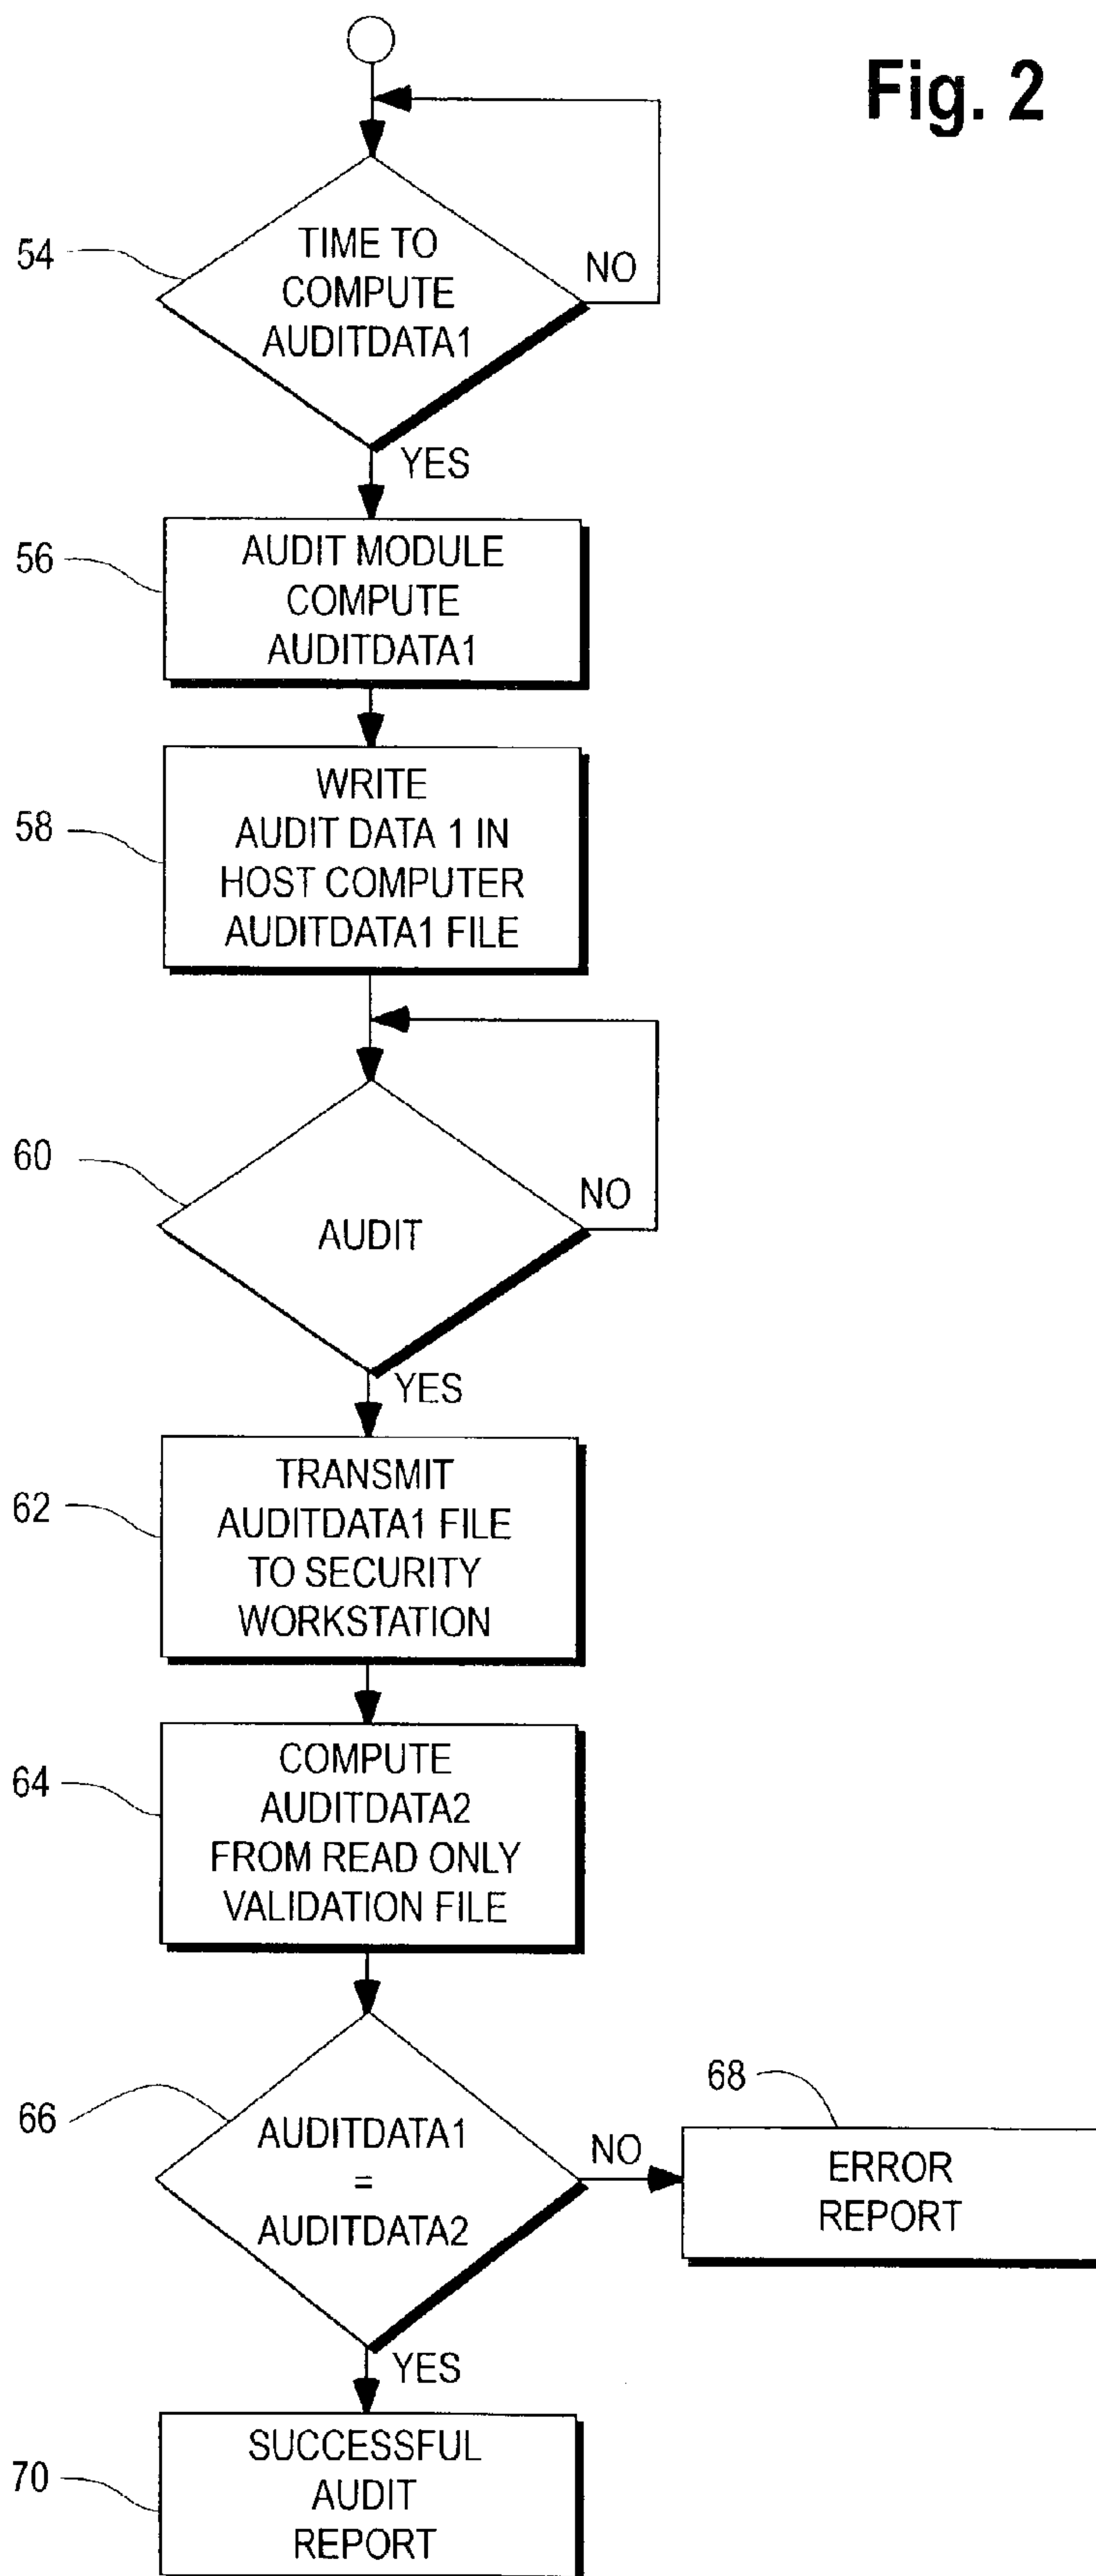 Fig. 2
54
TIME TO
COMPUTE
AUDITDATA1
NO
YES
56
AUDIT MODULE
COMPUTE
AUDITDATA1
58
WRITE
AUDIT DATA 1 IN
HOST COMPUTER
AUDITDATA1 FILE
60
AUDIT
NO
YES
62
TRANSMIT
AUDITDATA1 FILE
TO SECURITY
WORKSTATION
64
COMPUTE
AUDITDATA2
FROM READ ONLY
VALIDATION FILE
66
AUDITDATA1
=
AUDITDATA2
NO
68
ERROR
REPORT
YES
70
SUCCESSFUL
AUDIT
REPORT